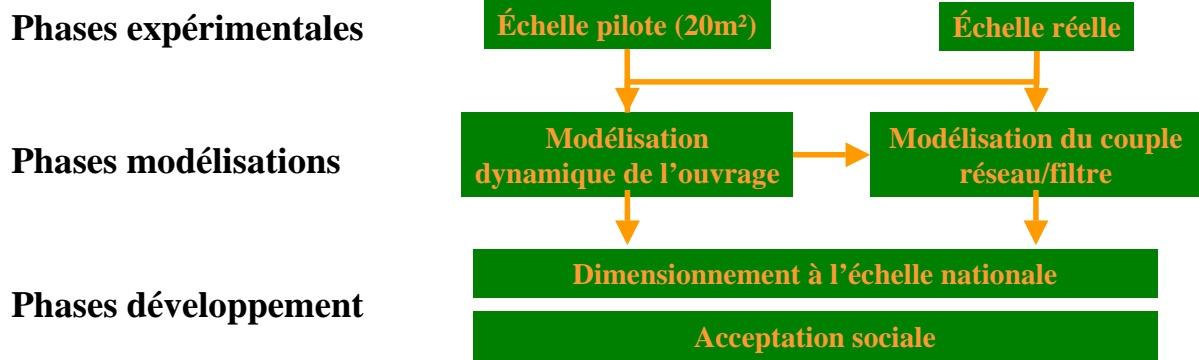 Phases expérimentales
Échelle pilote (20m²)
Échelle réelle
Phases modélisations
Modélisation
dynamique de l'ouvrage
Modélisation du couple
réseau/filtre
Phases développement
Dimensionnement à l'échelle nationale
Acceptation sociale